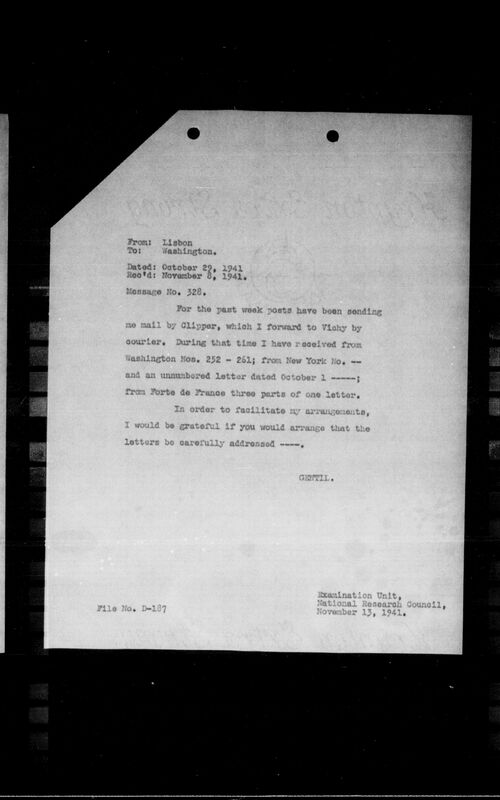 From: Lisbon
To: Washington.
Dated: October 29, 1941
Rec'd: November 8, 1941.
Message No. 328.
For the past week posts have been sending
me mail by Clipper, which I forward to Vichy by
courier. During that time I have received from
Washington Nos. 252 - 261; from New York No. --
and an unnumbered letter dated October 1 -----;
from Forte de France three parts of one letter.
In order to facilitate my arrangements,
I would be grateful if you would arrange that the
letters be carefully addressed ----.
GENTIL.
Examination Unit,
National Research Council,
November 13, 1941.
File No. D-187